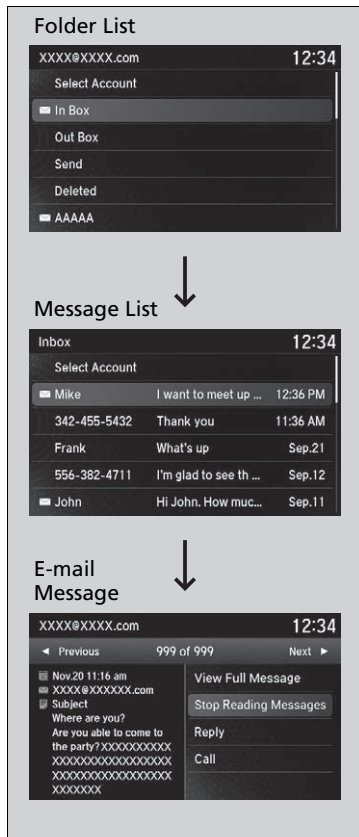 Folder List
XXXX@XXXX.com 12:34
Select Account
In Box
Out Box
Send
Deleted
AAAAA
Message List
Inbox 12:34
Select Account
Mike I want to meet up ... 12:36 PM
342-455-5432 Thank you 11:36 AM
Frank What's up Sep.21
556-382-4711 I'm glad to see th ... Sep.12
John Hi John. How muc... Sep.11
E-mail
Message
XXXX@XXXX.com 12:34
◄ Previous 999 of 999 Next ►
Nov.20 11:16 am
XXXX@XXXXXX.com
Subject
Where are you?
Are you able to come to
the party?XXXXXXXXXX
XXXXXXXXXXXXXXXXXX
XXXXXXXXXXXXXXXXXX
XXXXXXX
View Full Message
Stop Reading Messages
Reply
Call